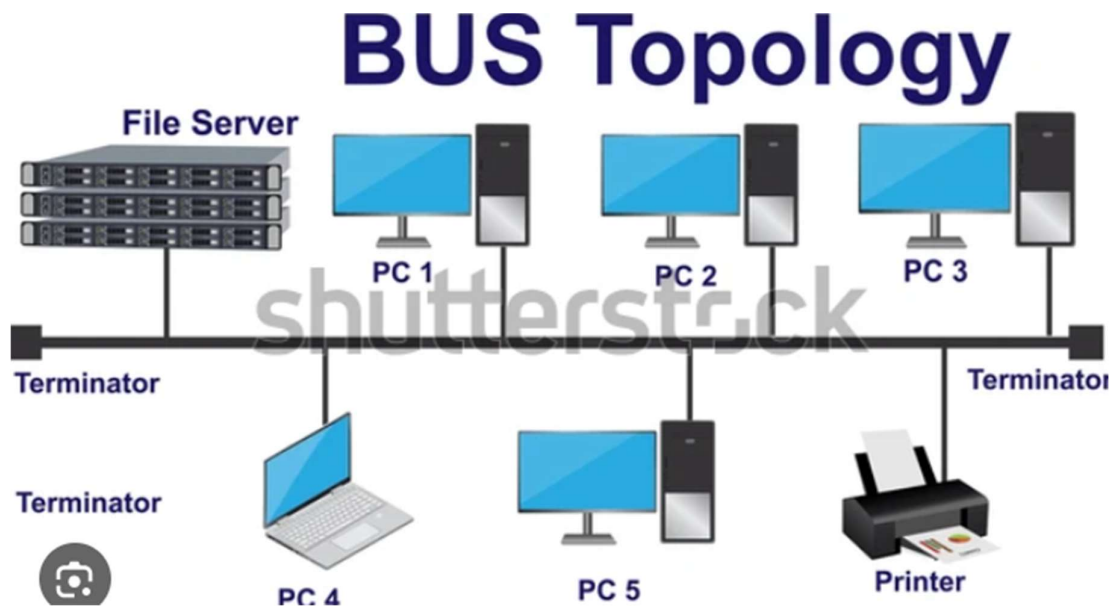 BUS Topology
File Server
PC 1
PC 2
PC 3
shutterstock
Terminator
Terminator
Terminator
PC 4
PC 5
Printer